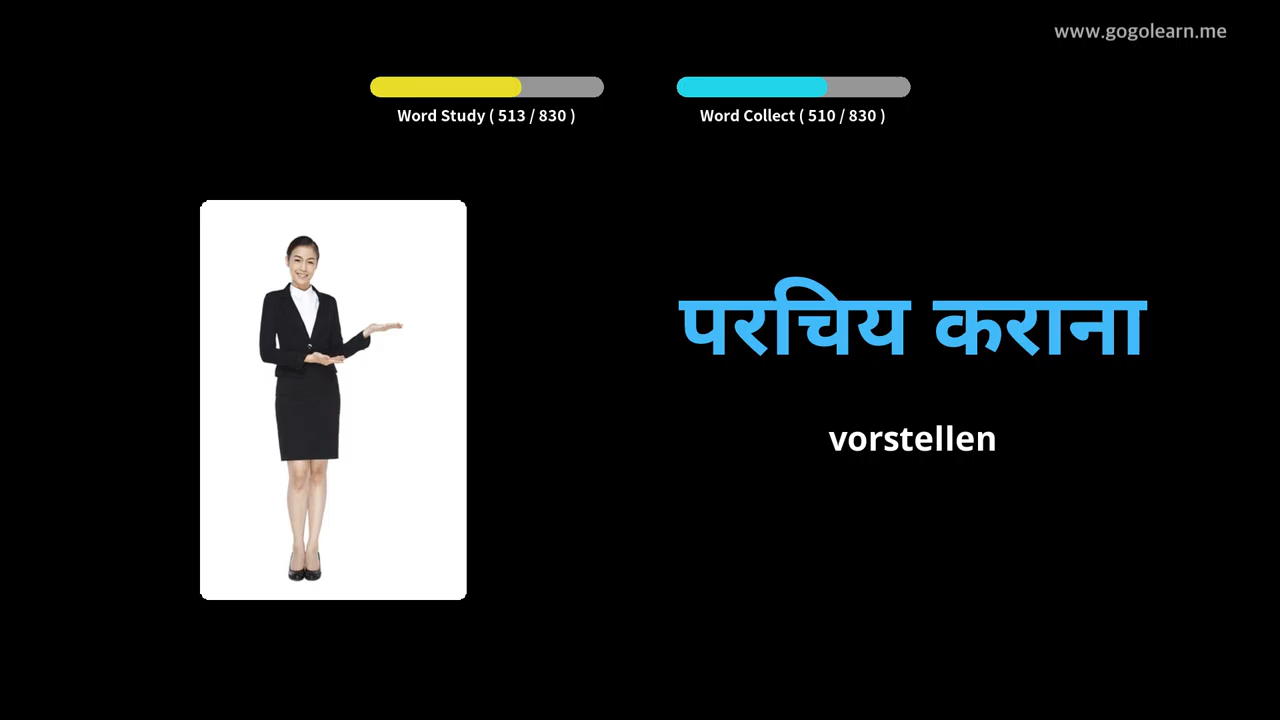 www.gogolearn.me
Word Study ( 513 / 830 )
Word Collect ( 510 / 830 )
परिचय कराना
vorstellen